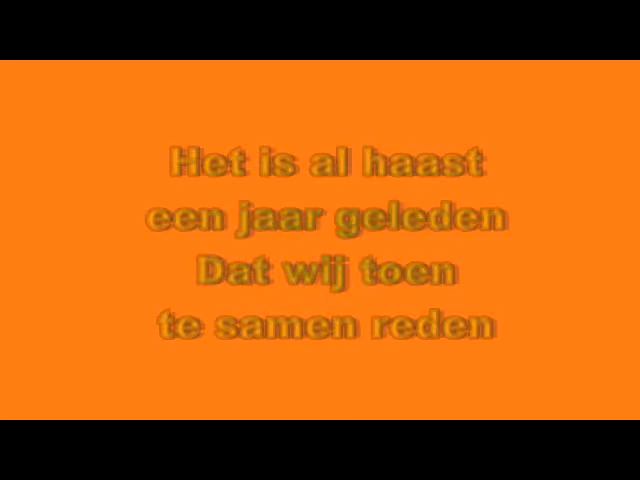 Het is al haast
een jaar geleden
Dat wij toen
te samen reden